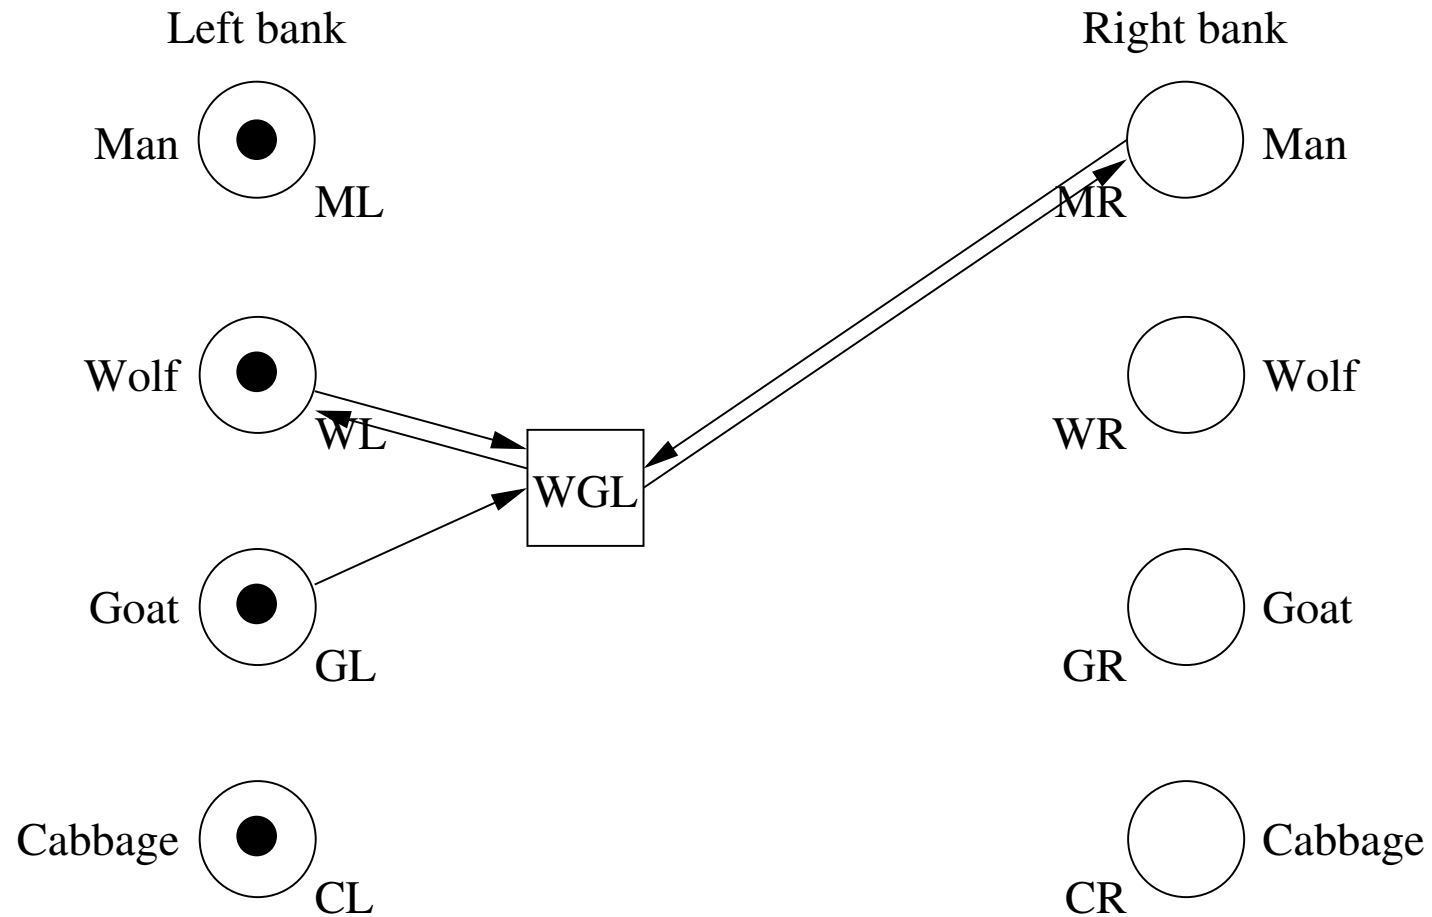 Left bank
Right bank
Man
ML
MR
Man
Wolf
WL
WR
Wolf
WGL
Goat
GL
GR
Goat
Cabbage
CL
CR
Cabbage